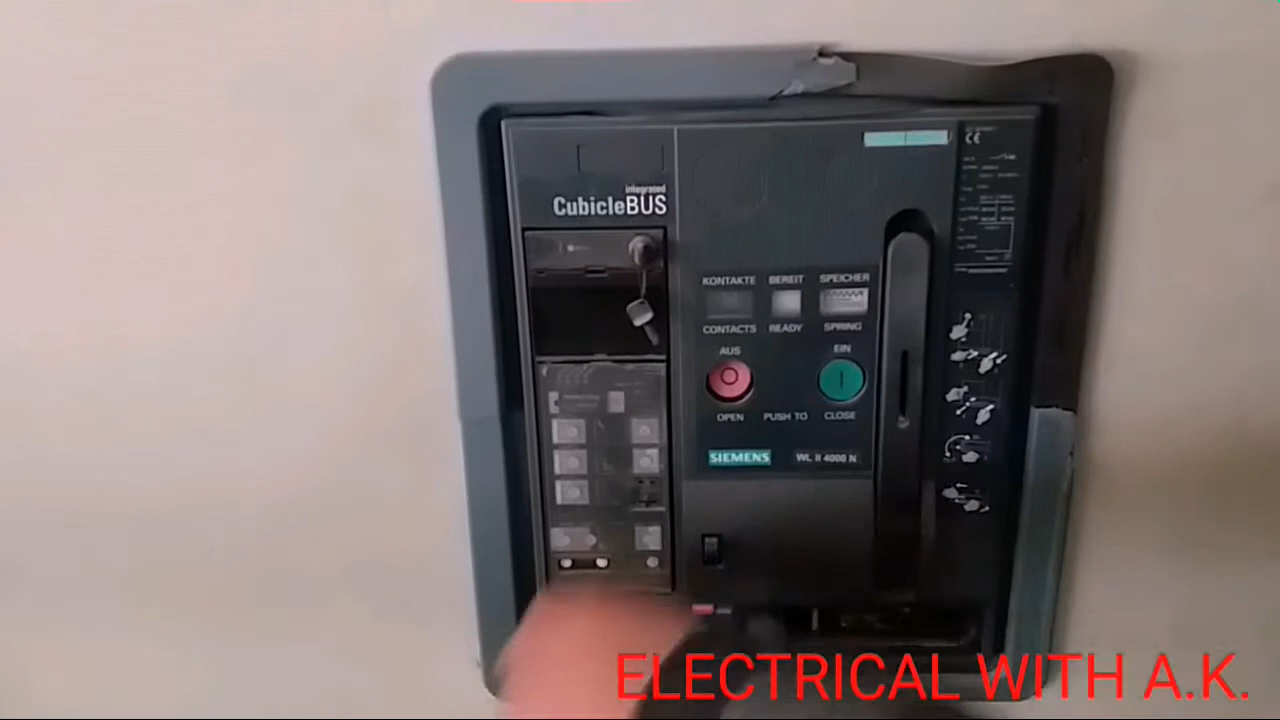 integrated
CubicleBUS
CE
KONTAKTE BEREIT SPEICHER
CONTACTS READY SPRING
AUS EIN
O I
OPEN PUSH TO CLOSE
SIEMENS WL II 4000 N
ELECTRICAL WITH A.K.